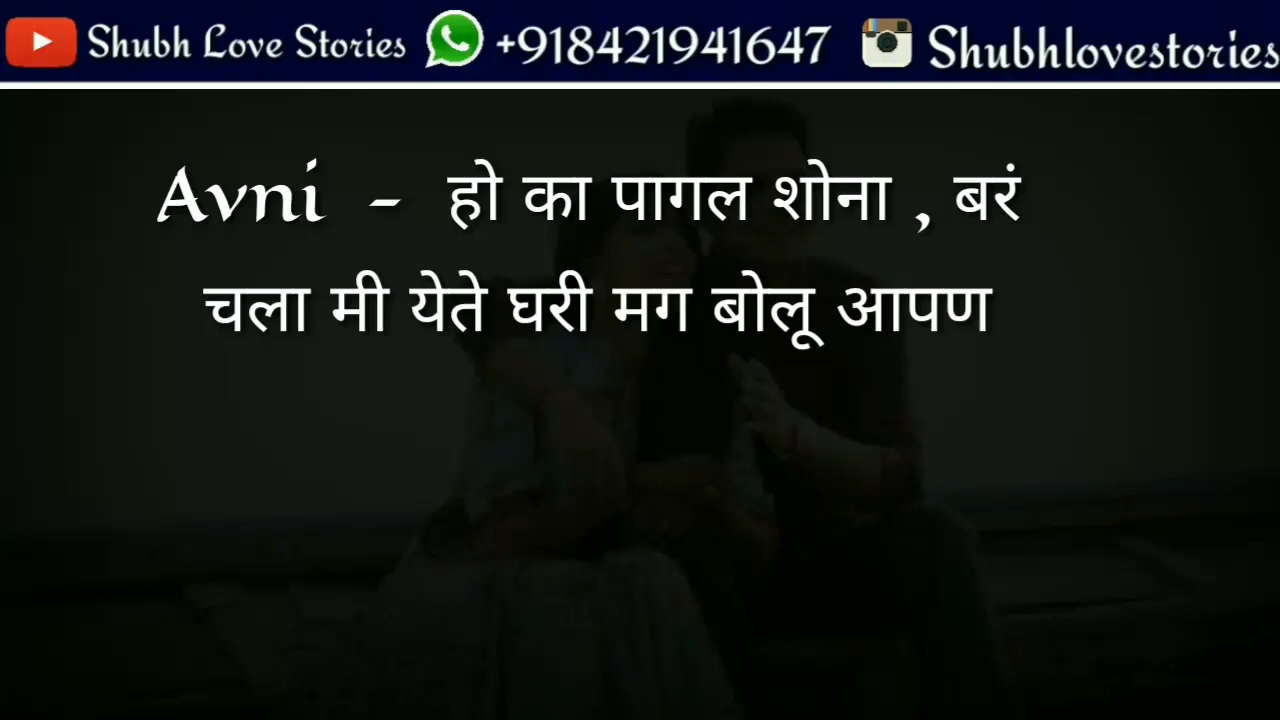 Shubh Love Stories +918421941647 Shubhlovestories
Avni - हो का पागल शोना , बरं
चला मी येते घरी मग बोलू आपण